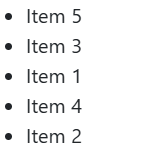 • Item 5
• Item 3
• Item 1
• Item 4
• Item 2